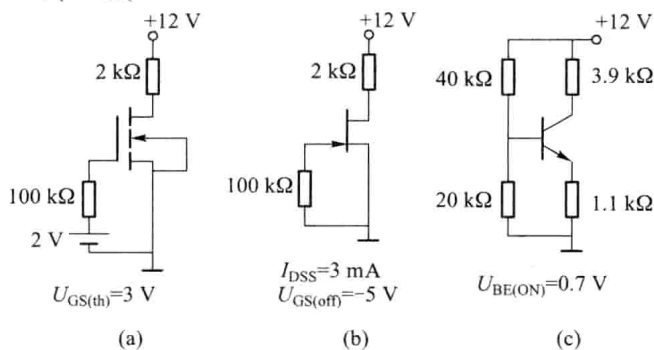 +12 V
2 kΩ
100 kΩ
2 V
U_GS(th)=3 V
(a)
+12 V
2 kΩ
100 kΩ
I_DSS=3 mA
U_GS(off)=−5 V
(b)
+12 V
40 kΩ
3.9 kΩ
20 kΩ
1.1 kΩ
U_BE(ON)=0.7 V
(c)